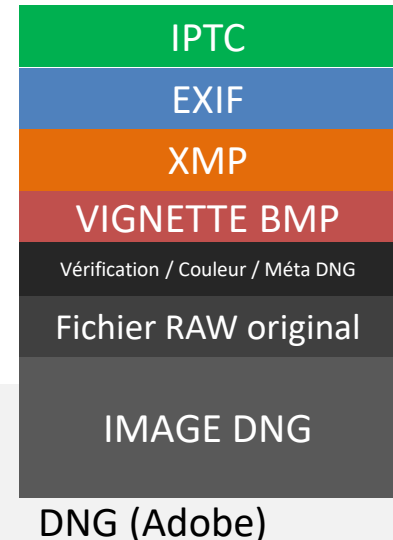 IPTC
EXIF
XMP
VIGNETTE BMP
Vérification / Couleur / Méta DNG
Fichier RAW original
IMAGE DNG
DNG (Adobe)